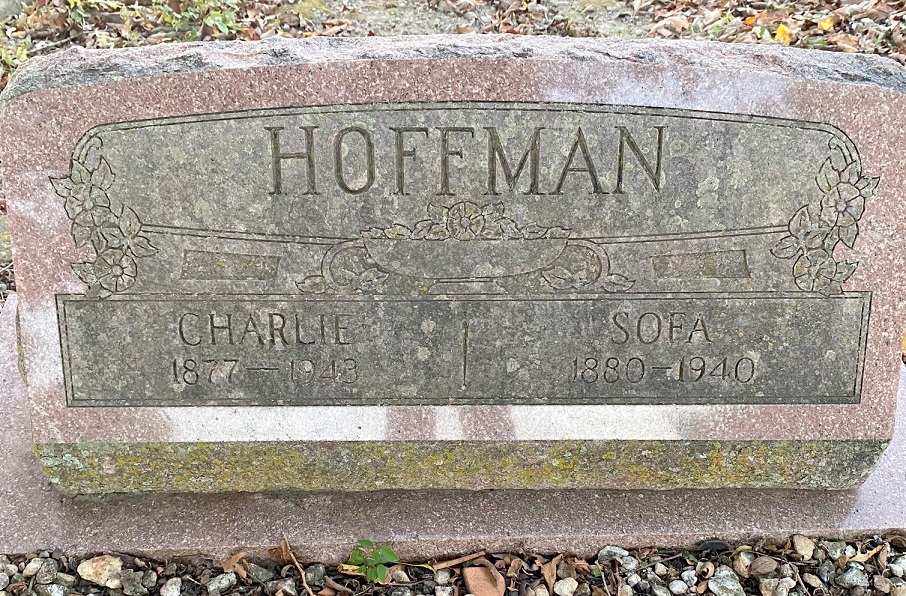 HOFFMAN
CHARLIE
1877 — 1943
SOFA
1880 — 1940